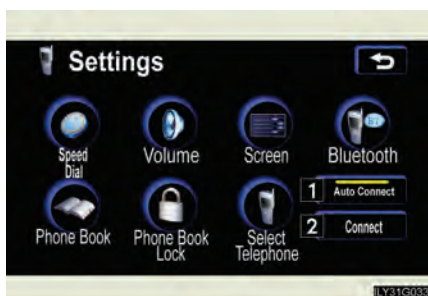 Settings
Speed
Dial
Volume
Screen
BT
Bluetooth
1
Auto Connect
Phone Book
Phone Book
Lock
Select
Telephone
2
Connect
ILY31G033